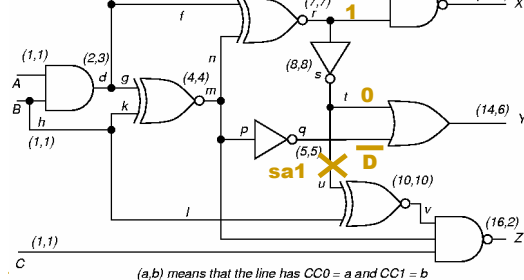 (7,7)
f
r
1
X
(1,1)
(2,3)
n
(8,8)
A
d
g
(4,4)
s
B
k
m
t
0
(14,6)
h
Y
(1,1)
p
q
(5,5)
D
sa1
u
(10,10)
l
v
(16,2)
(1,1)
Z
C
(a,b) means that the line has CC0 = a and CC1 = b